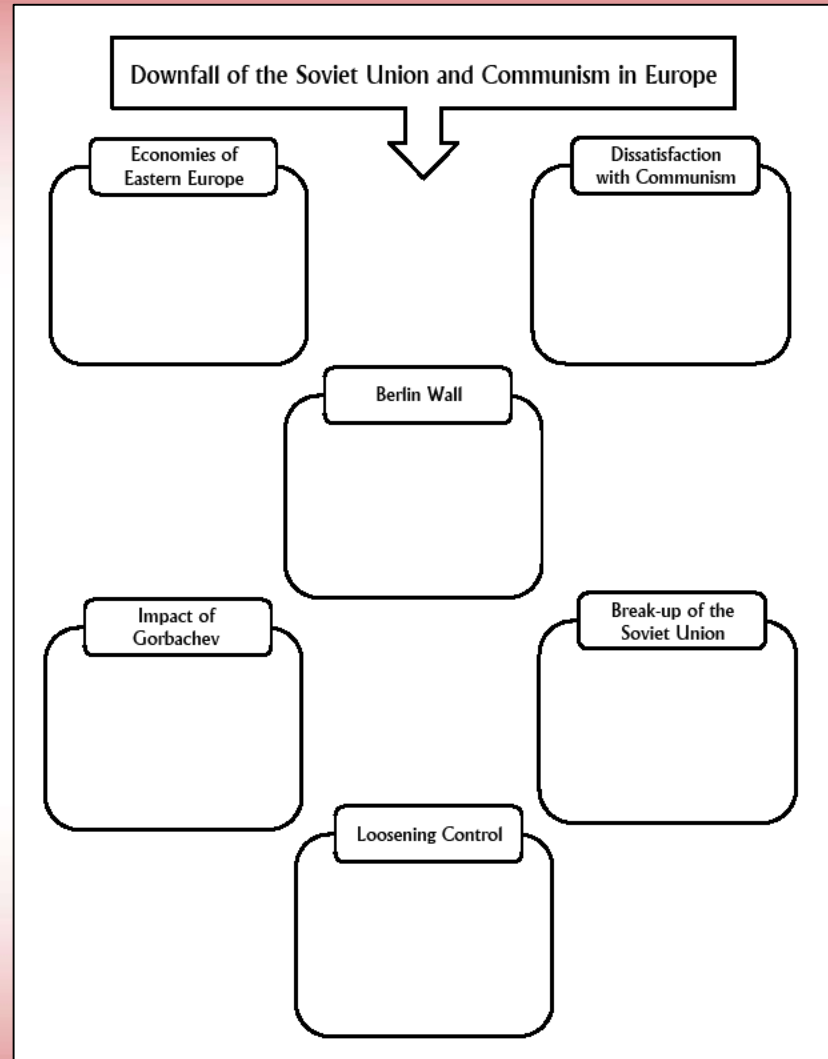 Downfall of the Soviet Union and Communism in Europe
Economies of
Eastern Europe
Dissatisfaction
with Communism
Berlin Wall
Impact of
Gorbachev
Break-up of the
Soviet Union
Loosening Control